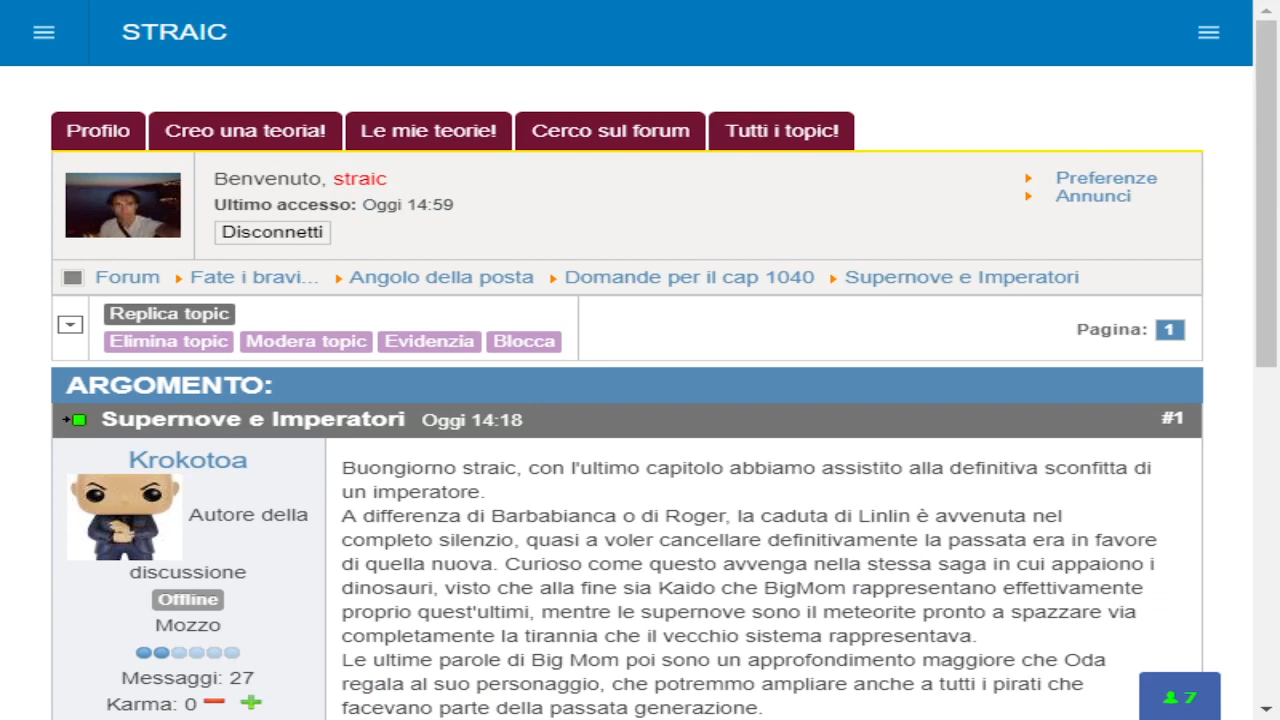 STRAIC
Profilo
Creo una teoria!
Le mie teorie!
Cerco sul forum
Tutti i topic!
Benvenuto, straic
Ultimo accesso: Oggi 14:59
Disconnetti
Preferenze
Annunci
Forum Fate i bravi... Angolo della posta Domande per il cap 1040 Supernove e Imperatori
Replica topic
Elimina topic Modera topic Evidenzia Blocca
Pagina: 1
ARGOMENTO:
Supernove e Imperatori Oggi 14:18 #1
Krokotoa
Autore della
discussione
Offline
Mozzo
Messaggi: 27
Karma: 0
Buongiorno straic, con l'ultimo capitolo abbiamo assistito alla definitiva sconfitta di
un imperatore.
A differenza di Barbabianca o di Roger, la caduta di Linlin è avvenuta nel
completo silenzio, quasi a voler cancellare definitivamente la passata era in favore
di quella nuova. Curioso come questo avvenga nella stessa saga in cui appaiono i
dinosauri, visto che alla fine sia Kaido che BigMom rappresentano effettivamente
proprio quest'ultimi, mentre le supernove sono il meteorite pronto a spazzare via
completamente la tirannia che il vecchio sistema rappresentava.
Le ultime parole di Big Mom poi sono un approfondimento maggiore che Oda
regala al suo personaggio, che potremmo ampliare anche a tutti i pirati che
facevano parte della passata generazione.
7